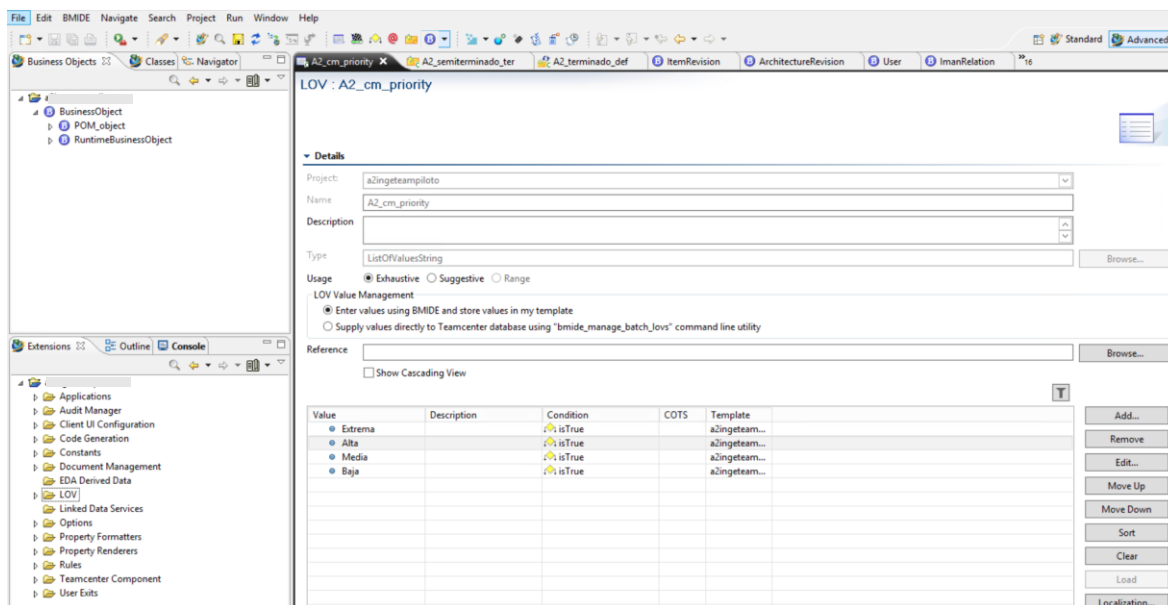 File Edit BMIDE Navigate Search Project Run Window Help
Standard Advanced
Business Objects Classes Navigator
BusinessObject
POM_object
RuntimeBusinessObject
Extensions Outline Console
Applications
Audit Manager
Client UI Configuration
Code Generation
Constants
Document Management
EDA Derived Data
LOV
Linked Data Services
Options
Property Formatters
Property Renderers
Rules
Teamcenter Component
User Exits
A2_cm_priority A2_semiterminado_ter A2_terminado_def ItemRevision ArchitectureRevision User ImanRelation »16
LOV : A2_cm_priority
Details
Project: a2ingeteampiloto
Name A2_cm_priority
Description
Type ListOfValuesString Browse...
Usage Exhaustive Suggestive Range
LOV Value Management
Enter values using BMIDE and store values in my template
Supply values directly to Teamcenter database using "bmide_manage_batch_lovs" command line utility
Reference Browse...
Show Cascading View
Value Description Condition COTS Template
Extrema isTrue a2ingeteam...
Alta isTrue a2ingeteam...
Media isTrue a2ingeteam...
Baja isTrue a2ingeteam...
Add...
Remove
Edit...
Move Up
Move Down
Sort
Clear
Load
Localization...